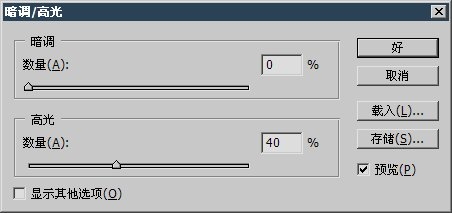 暗调/高光
暗调
数量(A):
0
%
高光
数量(A):
40
%
显示其他选项(O)
好
取消
载入(L)...
存储(S)...
预览(P)